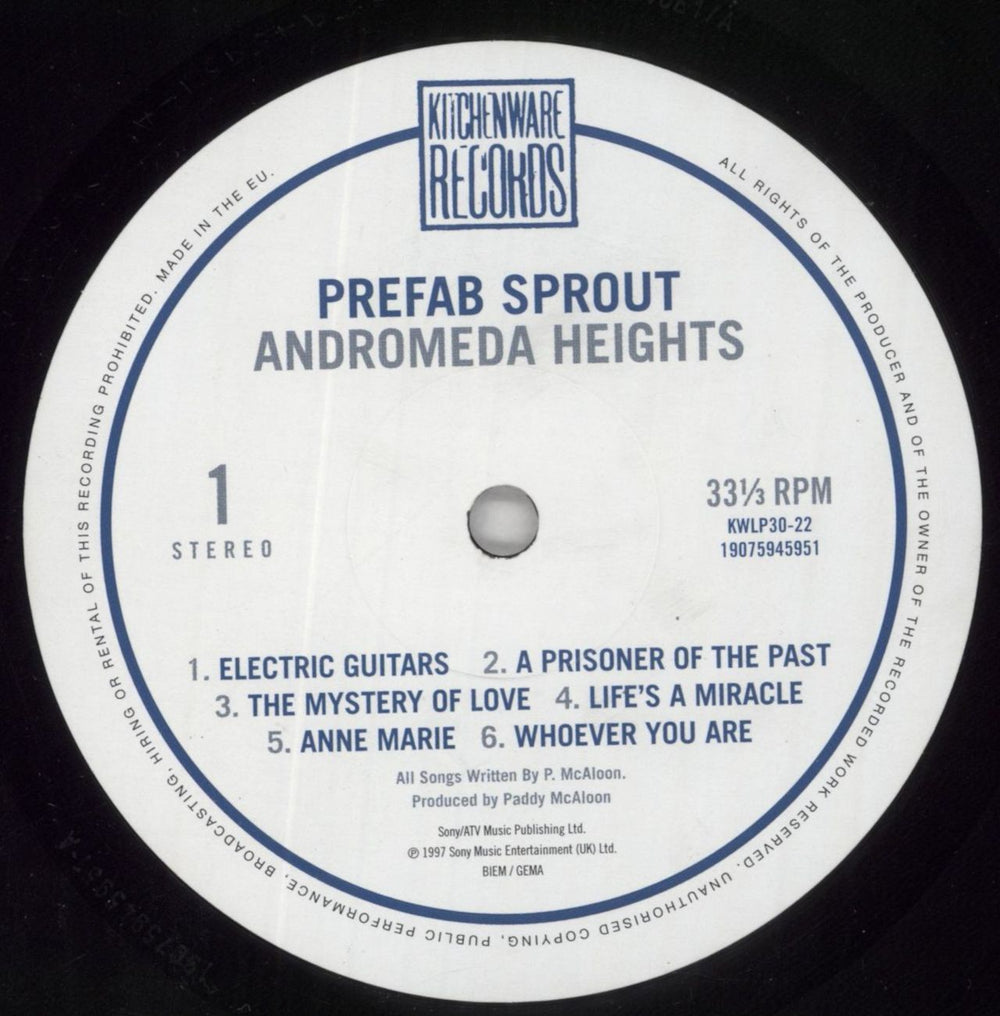 KITCHENWARE
RECORDS
PREFAB SPROUT
ANDROMEDA HEIGHTS
1
STEREO
33⅓ RPM
KWLP30-22
19075945951
1. ELECTRIC GUITARS 2. A PRISONER OF THE PAST
3. THE MYSTERY OF LOVE 4. LIFE'S A MIRACLE
5. ANNE MARIE 6. WHOEVER YOU ARE
All Songs Written By P. McAloon.
Produced by Paddy McAloon
Sony/ATV Music Publishing Ltd.
℗ 1997 Sony Music Entertainment (UK) Ltd.
BIEM / GEMA
ALL RIGHTS OF THE PRODUCER AND OF THE OWNER OF THE RECORDED WORK RESERVED. UNAUTHORISED COPYING, PUBLIC PERFORMANCE, BROADCASTING, HIRING OR RENTAL OF THIS RECORDING PROHIBITED. MADE IN THE EU.